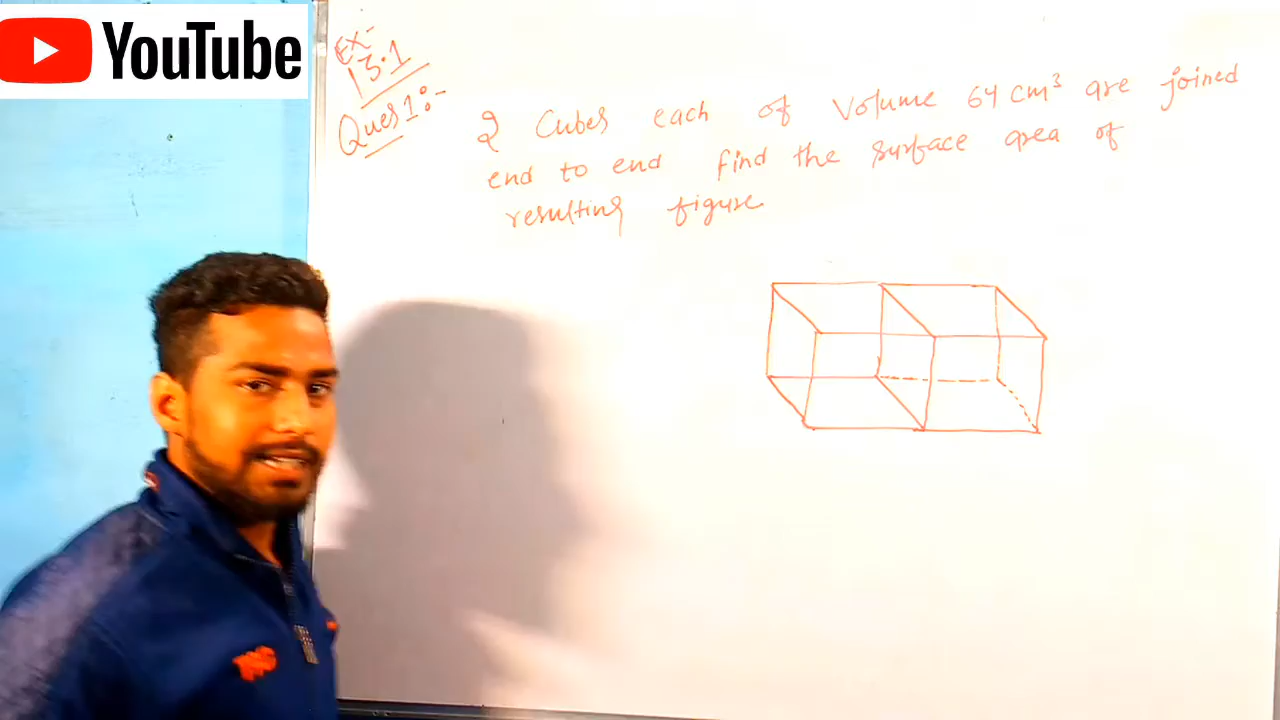 YouTube
Ex-
13.1
Ques 1:-
2 Cubes each of Volume 64 cm³ are joined
end to end find the surface area of
resulting figure